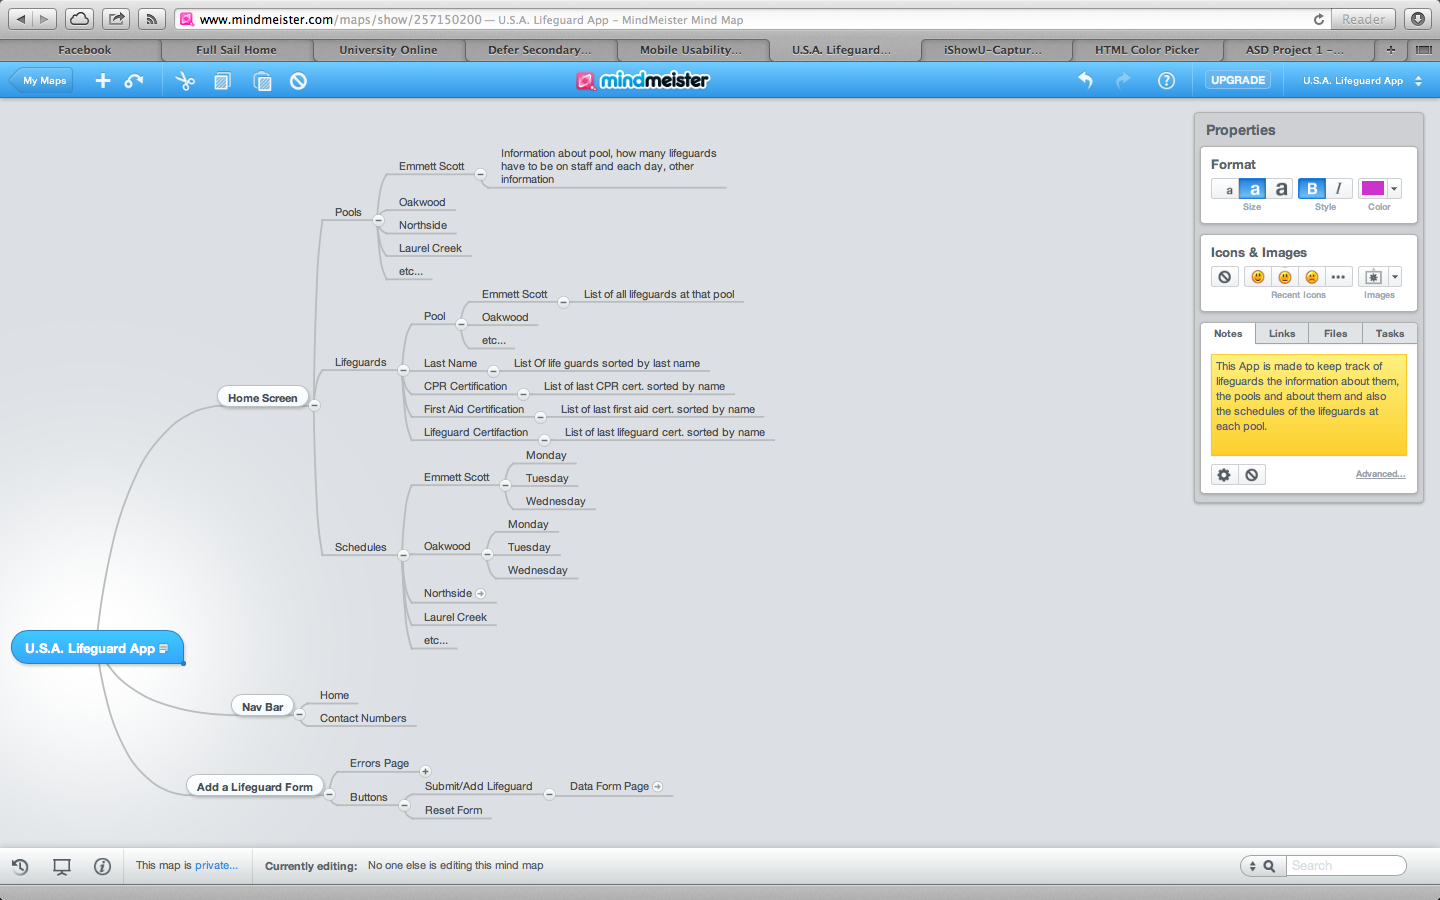 www.mindmeister.com/maps/show/257150200 — U.S.A. Lifeguard App – MindMeister Mind Map
Reader
Facebook
Full Sail Home
University Online
Defer Secondary...
Mobile Usability...
U.S.A. Lifeguard...
iShowU-Captur...
HTML Color Picker
ASD Project 1 -...
My Maps
mindmeister
UPGRADE
U.S.A. Lifeguard App
Emmett Scott
Information about pool, how many lifeguards
have to be on staff and each day, other
information
Pools
Oakwood
Northside
Laurel Creek
etc...
Emmett Scott
List of all lifeguards at that pool
Pool
Oakwood
etc...
Lifeguards
Last Name
List Of life guards sorted by last name
CPR Certification
List of last CPR cert. sorted by name
Home Screen
First Aid Certification
List of last first aid cert. sorted by name
Lifeguard Certifaction
List of last lifeguard cert. sorted by name
Emmett Scott
Monday
Tuesday
Wednesday
Schedules
Oakwood
Monday
Tuesday
Wednesday
Northside
Laurel Creek
etc...
U.S.A. Lifeguard App
Nav Bar
Home
Contact Numbers
Add a Lifeguard Form
Errors Page
Buttons
Submit/Add Lifeguard
Data Form Page
Reset Form
Properties
Format
a a a
B I
Size
Style
Color
Icons & Images
Recent Icons
Images
Notes
Links
Files
Tasks
This App is made to keep track of
lifeguards the information about them,
the pools and about them and also
the schedules of the lifeguards at
each pool.
Advanced...
This map is private...
Currently editing: No one else is editing this mind map
Search